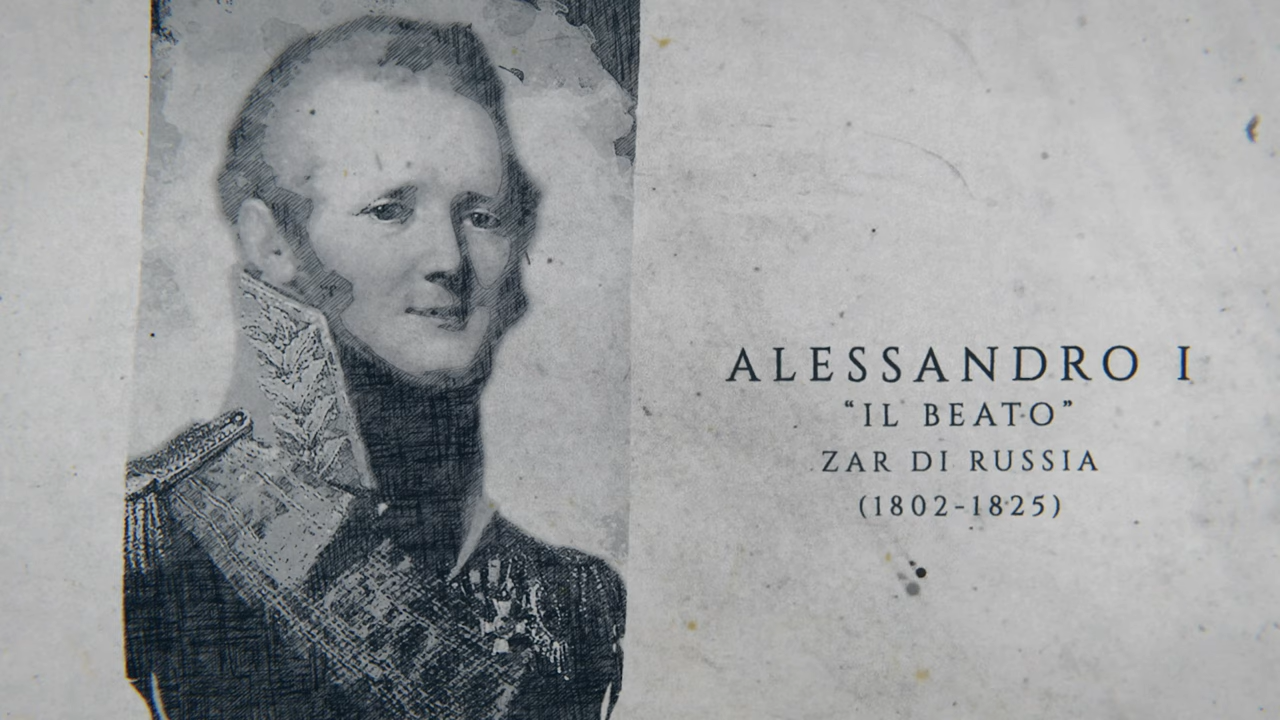 ALESSANDRO I
“IL BEATO”
ZAR DI RUSSIA
(1802-1825)